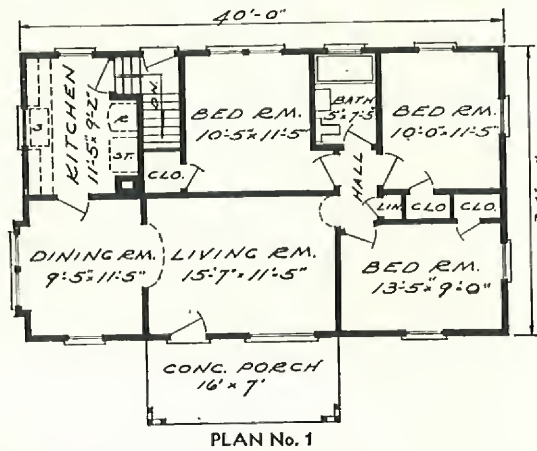 40'-0"
KITCHEN
11'-5" x 9'-2"
S
R
ST.
DN.
CLO.
BED RM.
10'-5" x 11'-5"
BATH
5' x 7'-5"
BED RM.
10'-0" x 11'-5"
HALL
LIN.
CLO
CLO.
DINING RM.
9'-5" x 11'-5"
LIVING RM.
15'-7" x 11'-5"
BED RM.
13'-5" x 9'-0"
CONC. PORCH
16' x 7'
PLAN No. 1